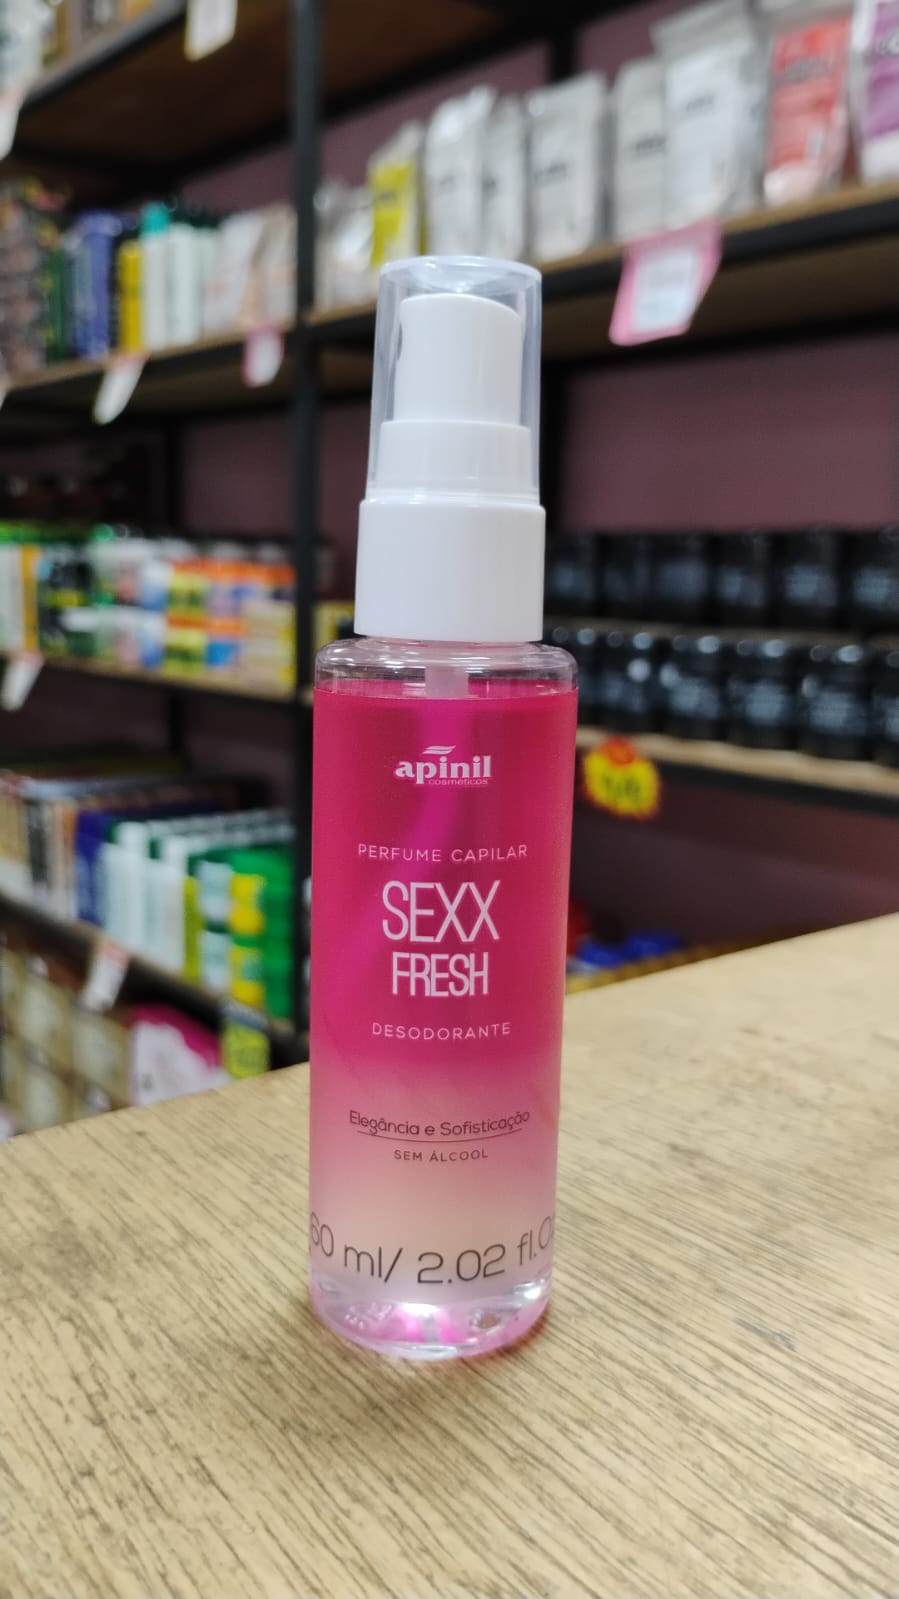 apinil
cosméticos
PERFUME CAPILAR
SEXX
FRESH
DESODORANTE
Elegância e Sofisticação
SEM ÁLCOOL
60 ml/ 2.02 fl.O